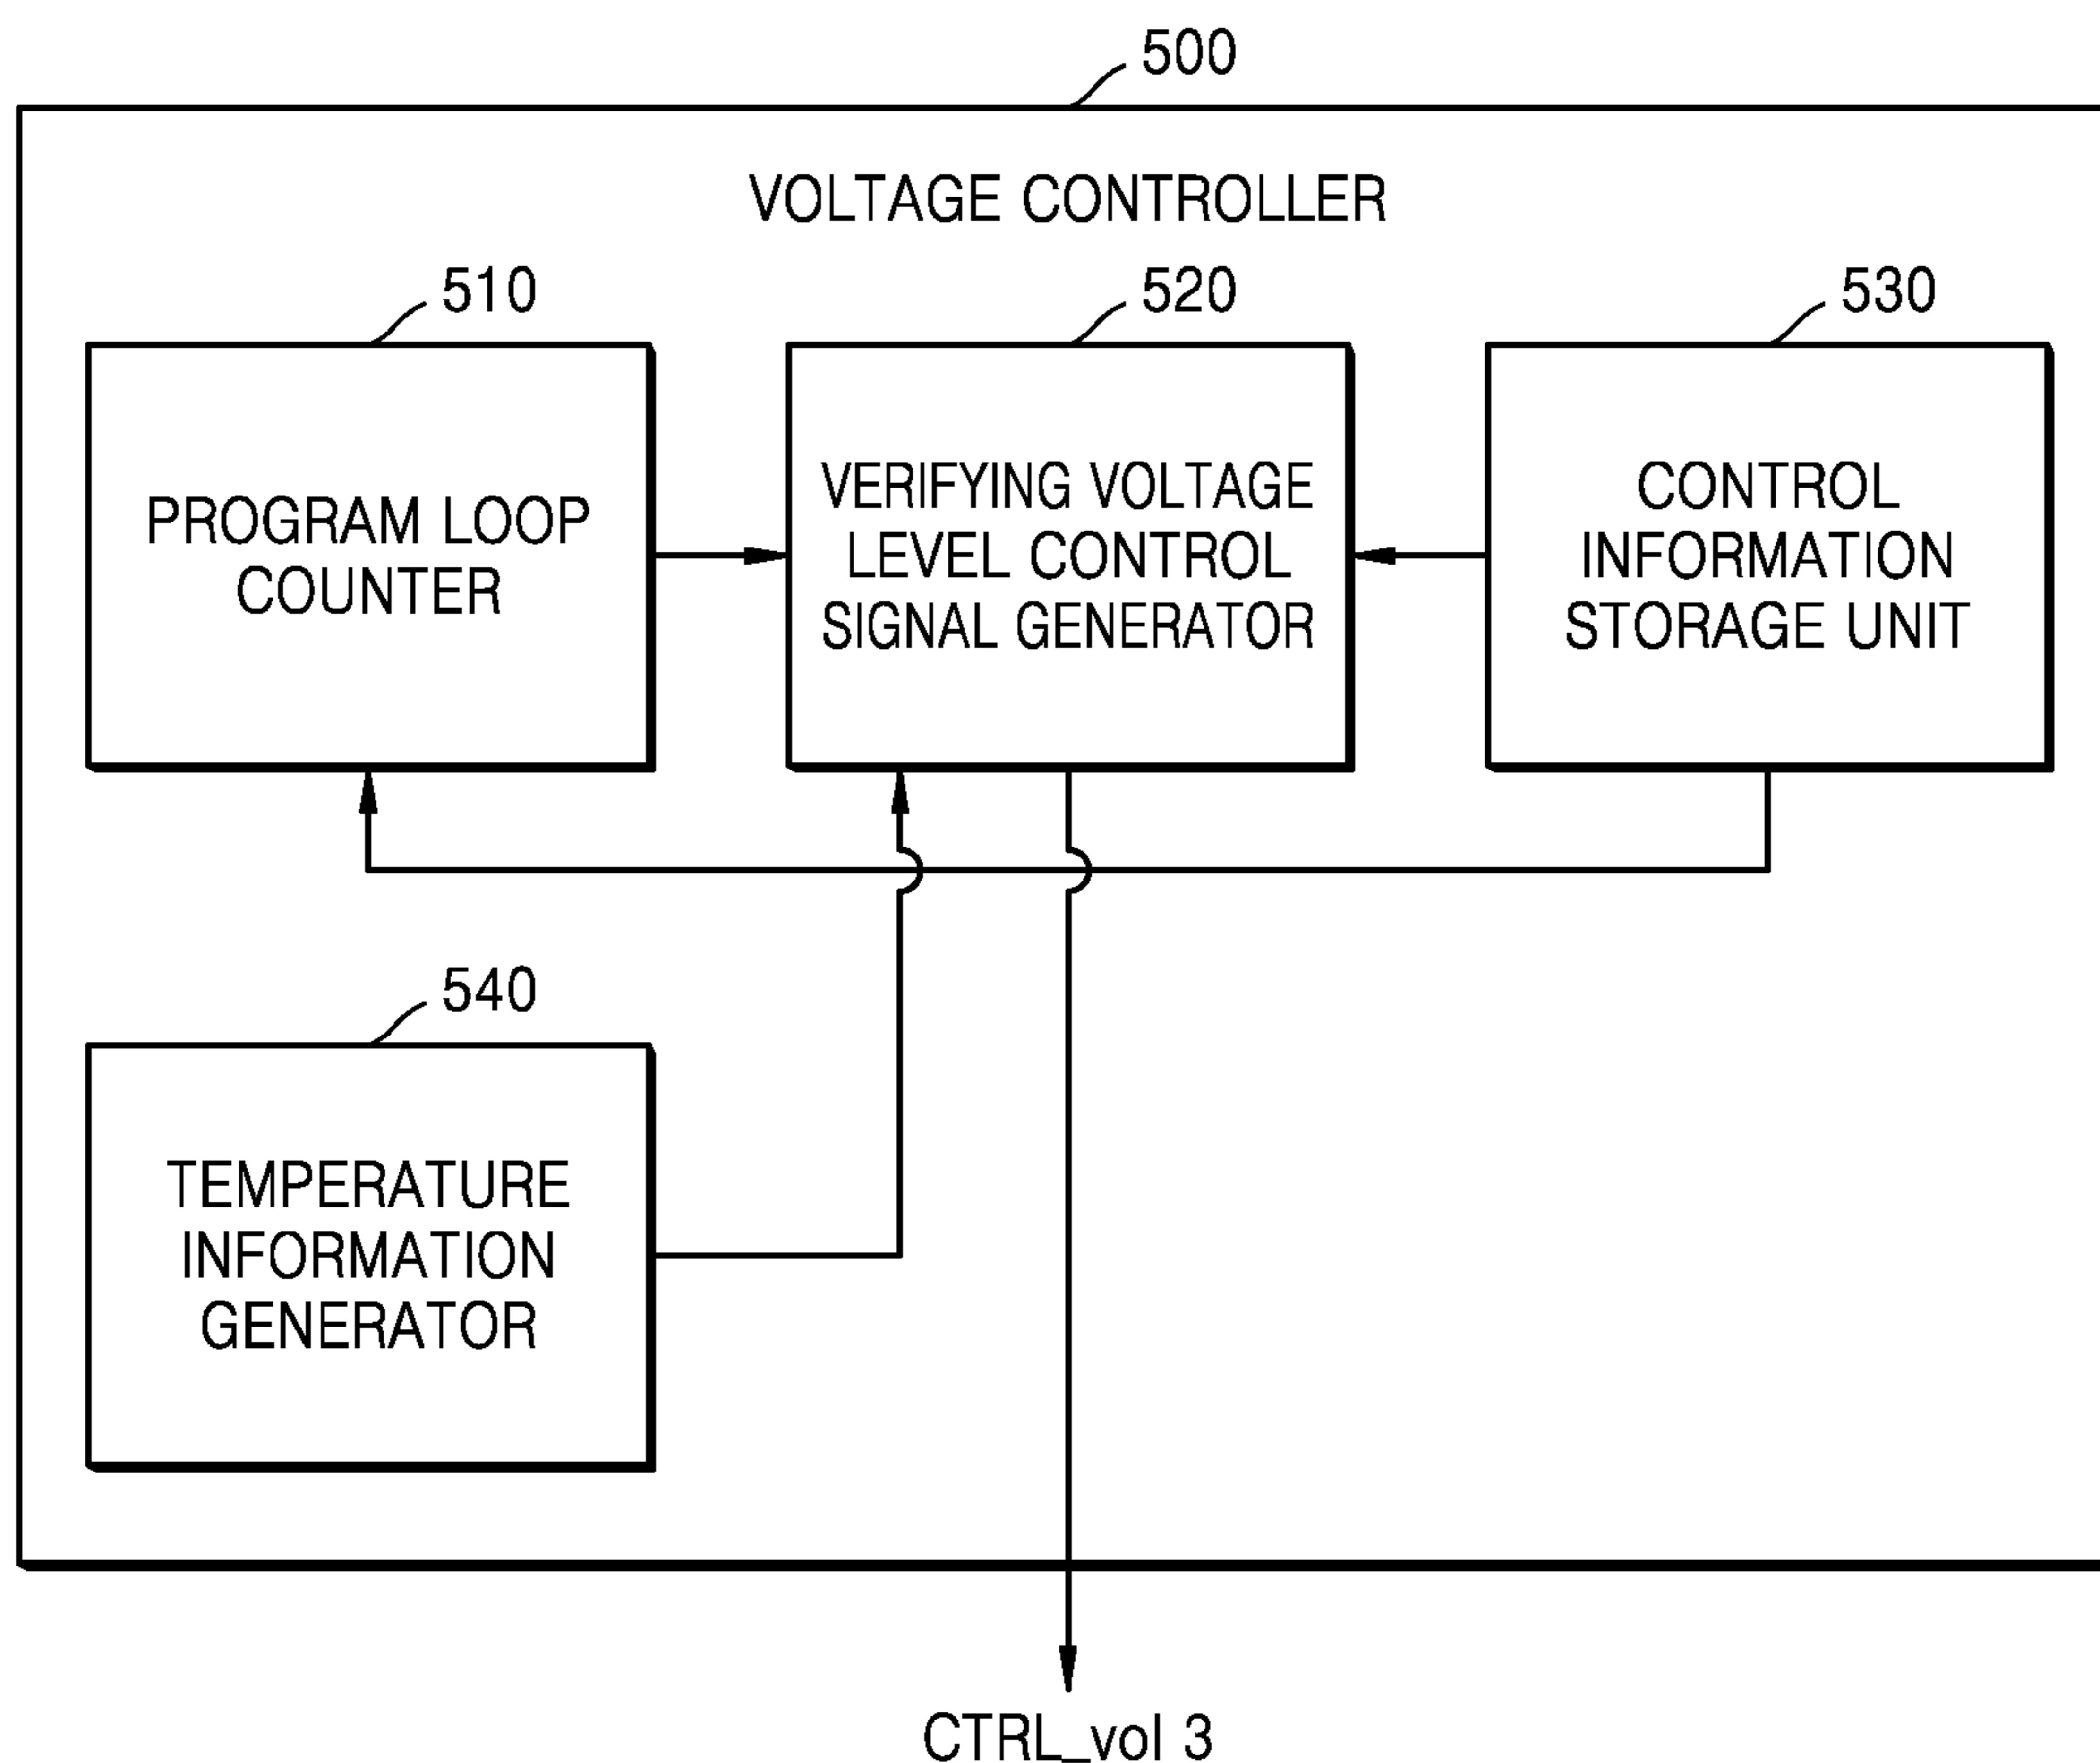 500
VOLTAGE CONTROLLER
510
520
530
PROGRAM LOOP
COUNTER
VERIFYING VOLTAGE
LEVEL CONTROL
SIGNAL GENERATOR
CONTROL
INFORMATION
STORAGE UNIT
540
TEMPERATURE
INFORMATION
GENERATOR
CTRL_vol 3